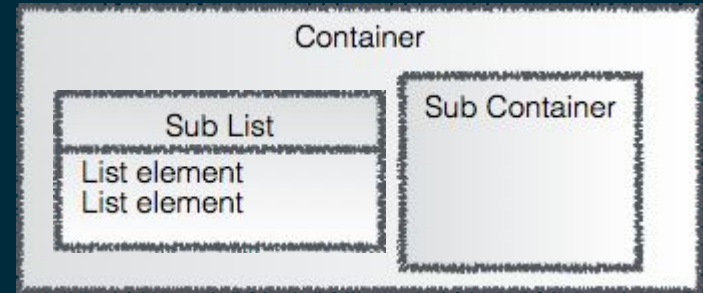 Container
Sub List
List element
List element
Sub Container